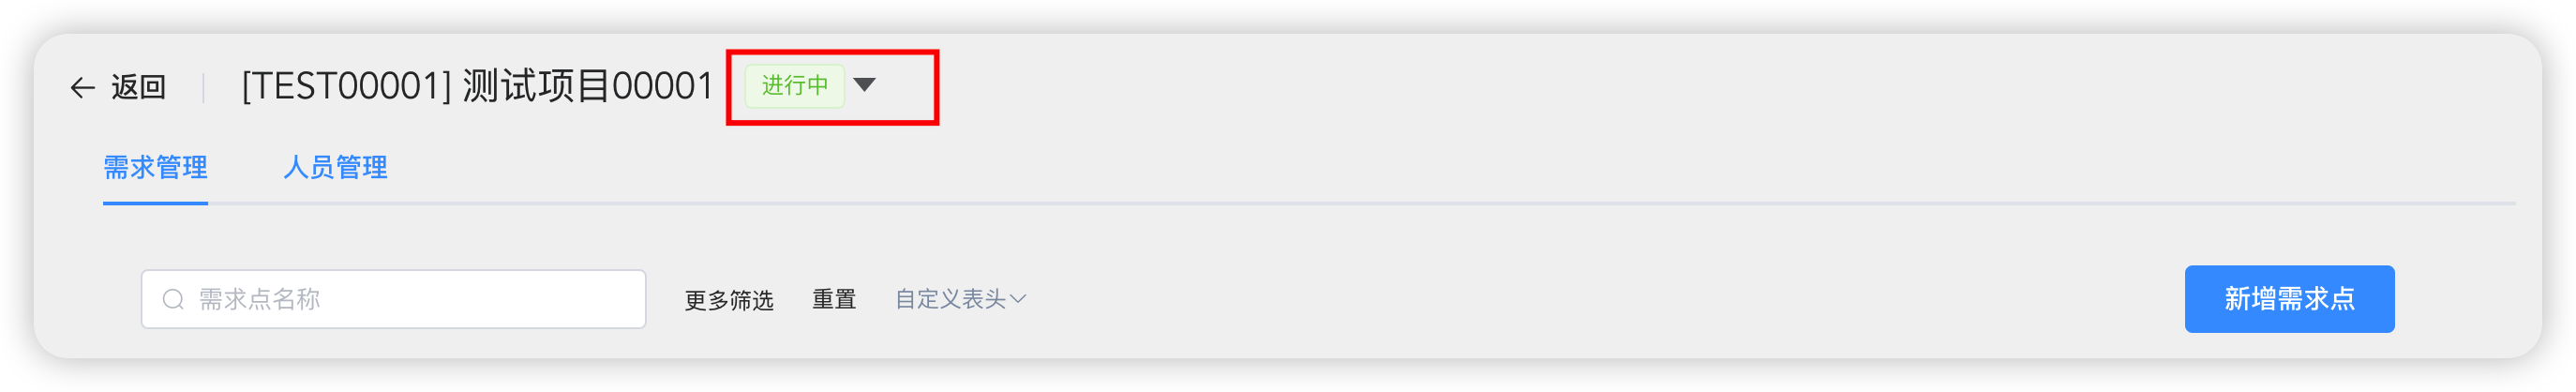 返回 [TEST00001] 测试项目00001 进行中
需求管理 人员管理
需求点名称 更多筛选 重置 自定义表头 新增需求点